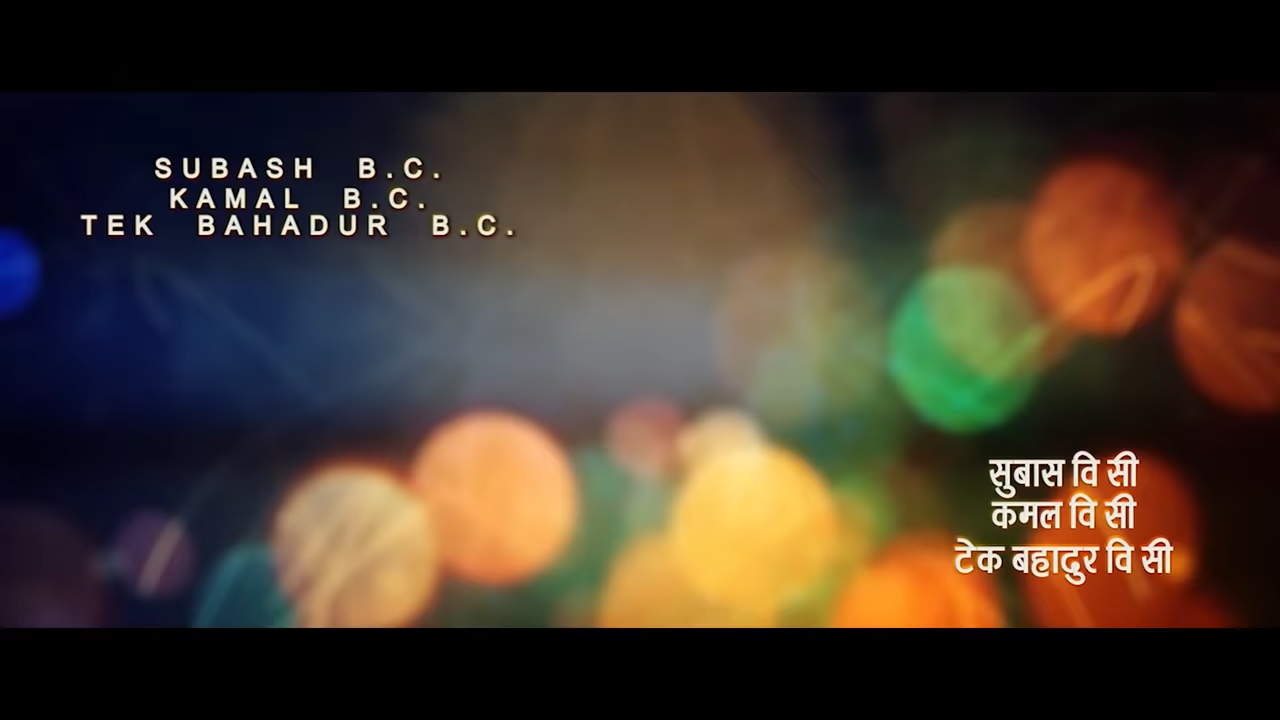 SUBASH B.C.
KAMAL B.C.
TEK BAHADUR B.C.
सुबास वि सी
कमल वि सी
टेक बहादुर वि सी